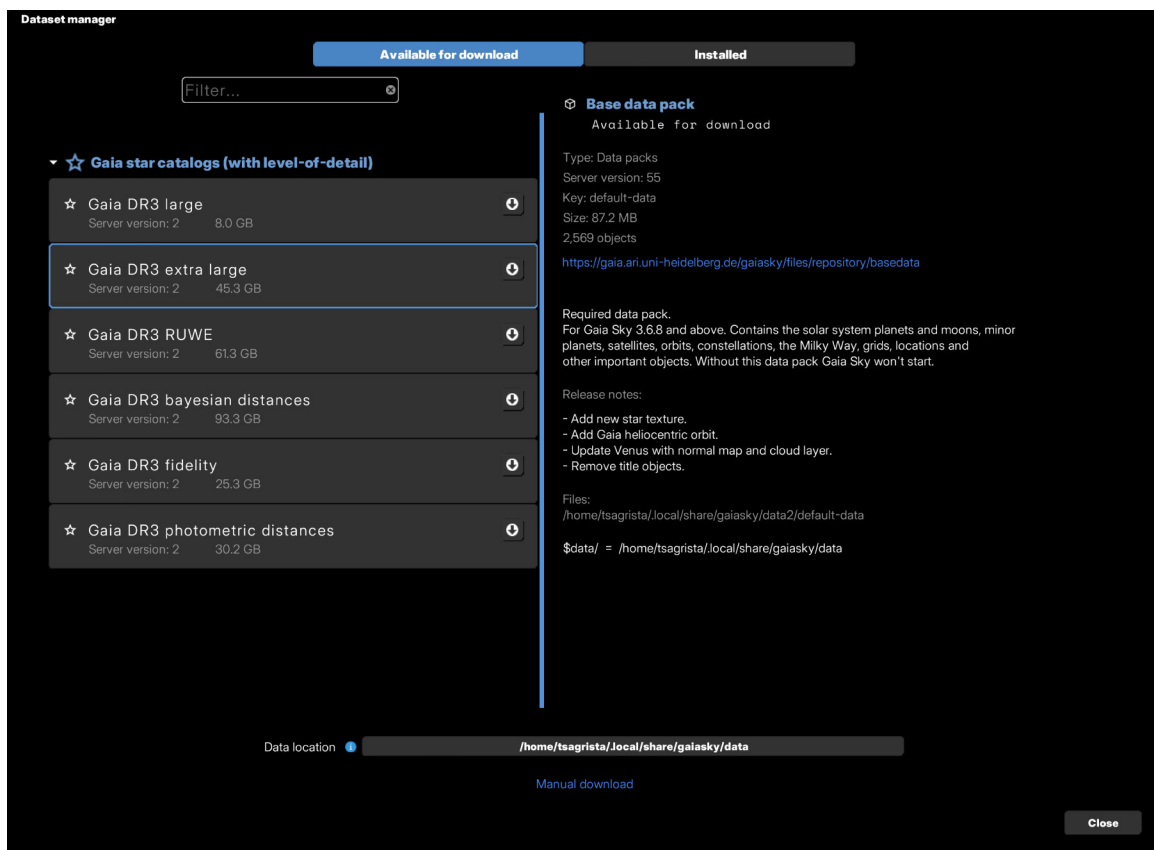 Dataset manager
Available for download
Installed
Filter...
Gaia star catalogs (with level-of-detail)
Gaia DR3 large
Server version: 2 8.0 GB
Gaia DR3 extra large
Server version: 2 45.3 GB
Gaia DR3 RUWE
Server version: 2 61.3 GB
Gaia DR3 bayesian distances
Server version: 2 93.3 GB
Gaia DR3 fidelity
Server version: 2 25.3 GB
Gaia DR3 photometric distances
Server version: 2 30.2 GB
Base data pack
Available for download
Type: Data packs
Server version: 55
Key: default-data
Size: 87.2 MB
2,569 objects
https://gaia.ari.uni-heidelberg.de/gaiasky/files/repository/basedata
Required data pack.
For Gaia Sky 3.6.8 and above. Contains the solar system planets and moons, minor
planets, satellites, orbits, constellations, the Milky Way, grids, locations and
other important objects. Without this data pack Gaia Sky won't start.
Release notes:
- Add new star texture.
- Add Gaia heliocentric orbit.
- Update Venus with normal map and cloud layer.
- Remove title objects.
Files:
/home/tsagrista/.local/share/gaiasky/data2/default-data
$data/ = /home/tsagrista/.local/share/gaiasky/data
Data location i /home/tsagrista/.local/share/gaiasky/data
Manual download
Close